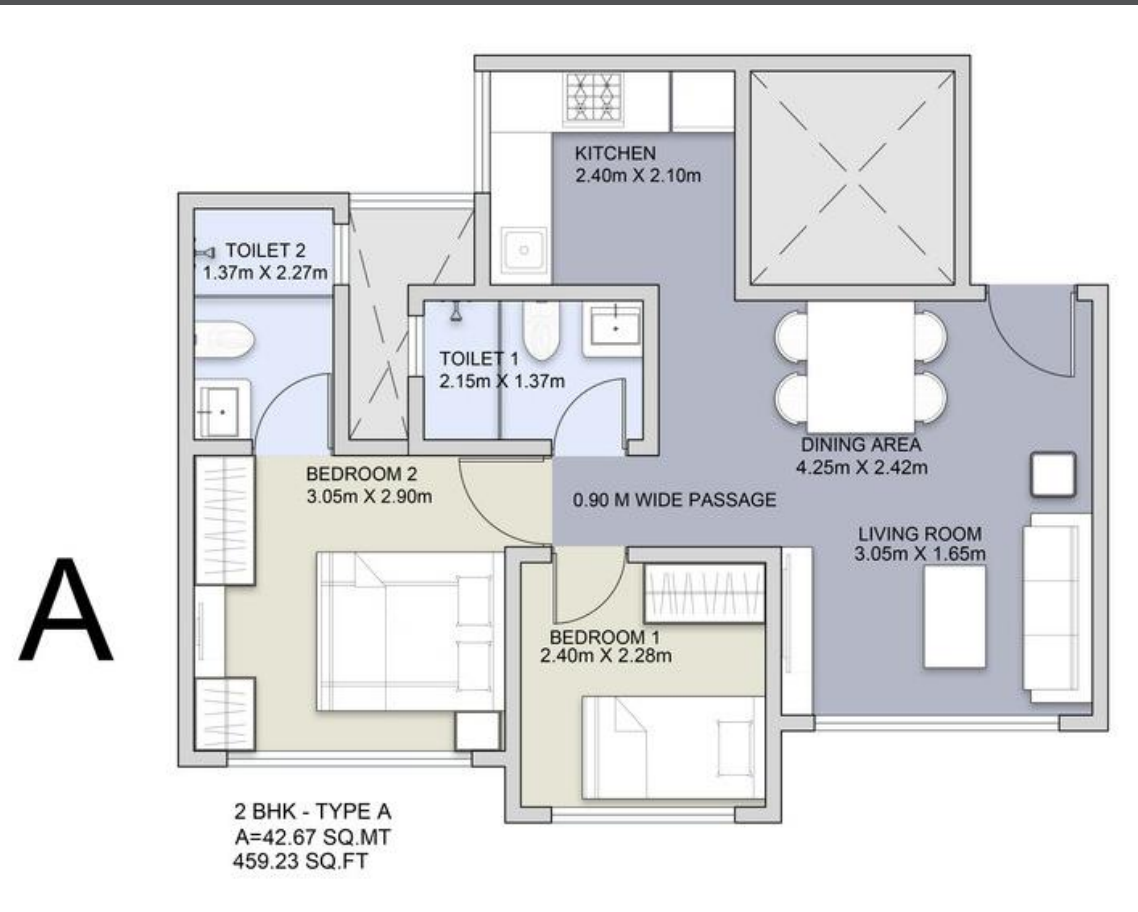 KITCHEN
2.40m X 2.10m
TOILET 2
1.37m X 2.27m
TOILET 1
2.15m X 1.37m
DINING AREA
4.25m X 2.42m
BEDROOM 2
3.05m X 2.90m
0.90 M WIDE PASSAGE
LIVING ROOM
3.05m X 1.65m
A
BEDROOM 1
2.40m X 2.28m
2 BHK - TYPE A
A=42.67 SQ.MT
459.23 SQ.FT